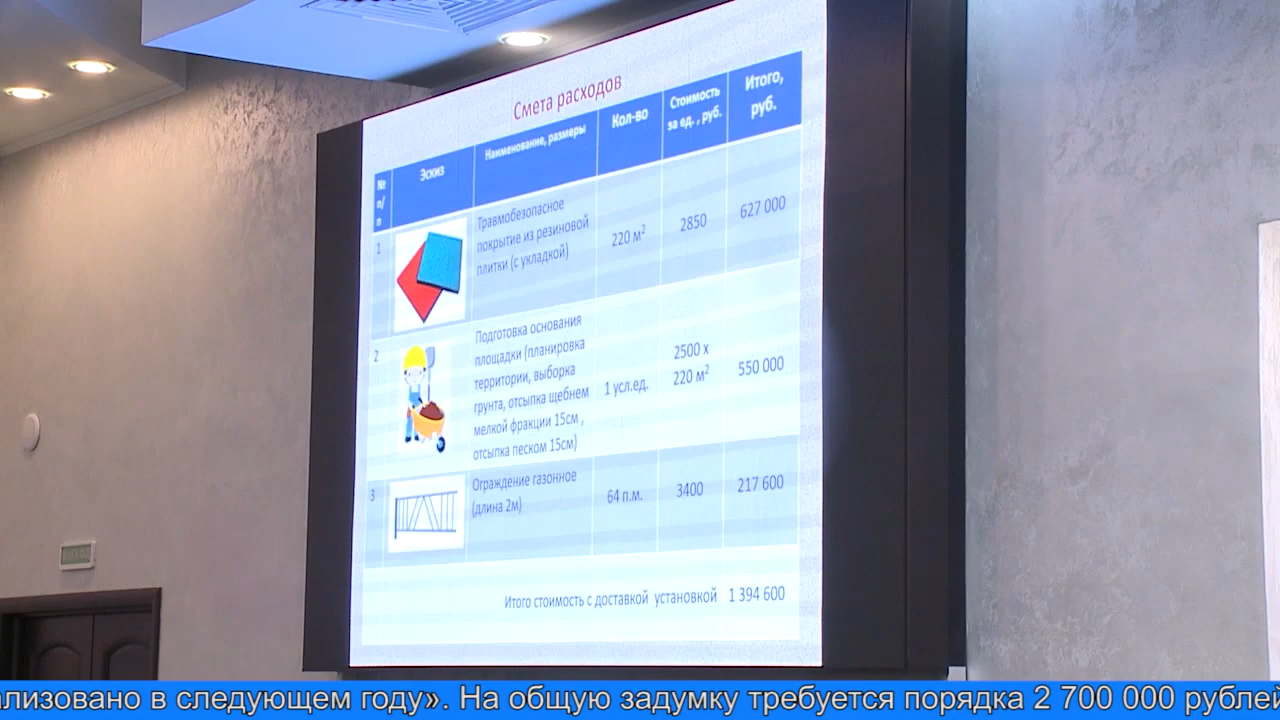 Смета расходов
№ п/п
Эскиз
Наименование, размеры
Кол-во
Стоимость за ед. , руб.
Итого, руб.
1
Травмобезопасное
покрытие из резиновой
плитки (с укладкой)
220 м²
2850
627 000
2
Подготовка основания
площадки (планировка
территории, выборка
грунта, отсыпка щебнем
мелкой фракции 15см ,
отсыпка песком 15см)
1 усл.ед.
2500 х
220 м²
550 000
3
Ограждение газонное
(длина 2м)
64 п.м.
3400
217 600
Итого стоимость с доставкой установкой 1 394 600
ализовано в следующем году». На общую задумку требуется порядка 2 700 000 рублей